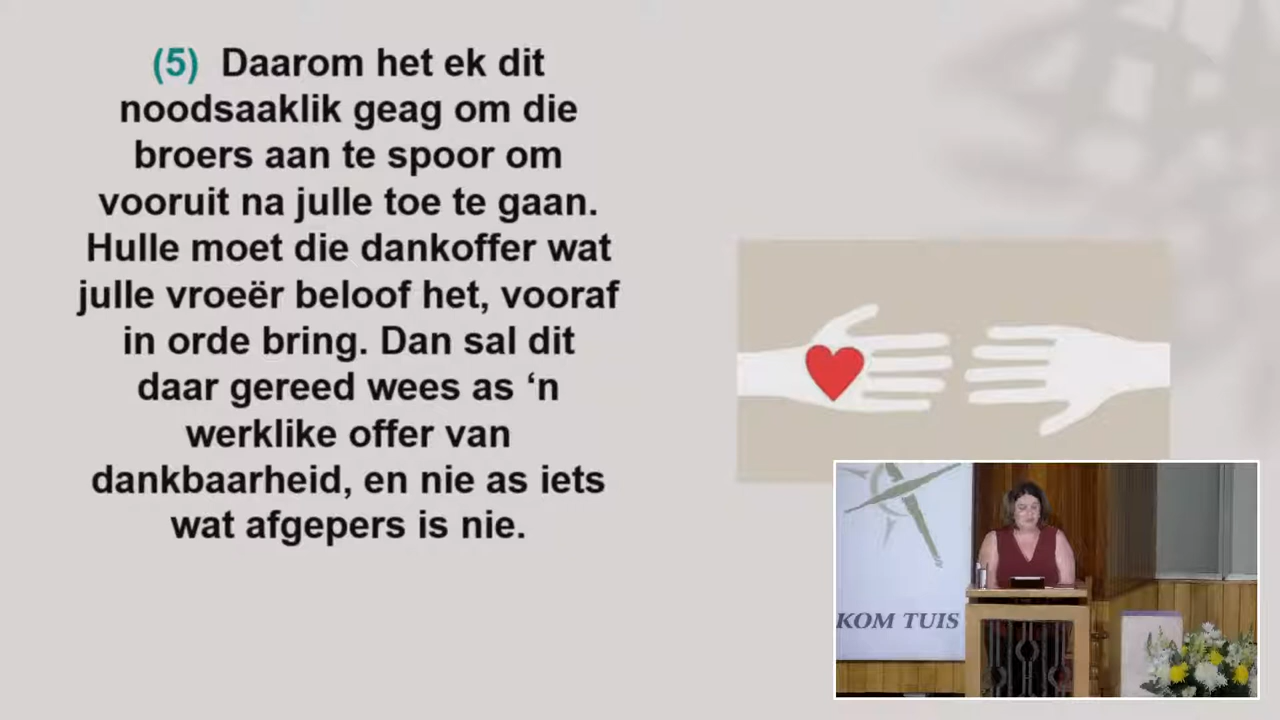 (5) Daarom het ek dit
noodsaaklik geag om die
broers aan te spoor om
vooruit na julle toe te gaan.
Hulle moet die dankoffer wat
julle vroeër beloof het, vooraf
in orde bring. Dan sal dit
daar gereed wees as ‘n
werklike offer van
dankbaarheid, en nie as iets
wat afgepers is nie.
KOM TUIS